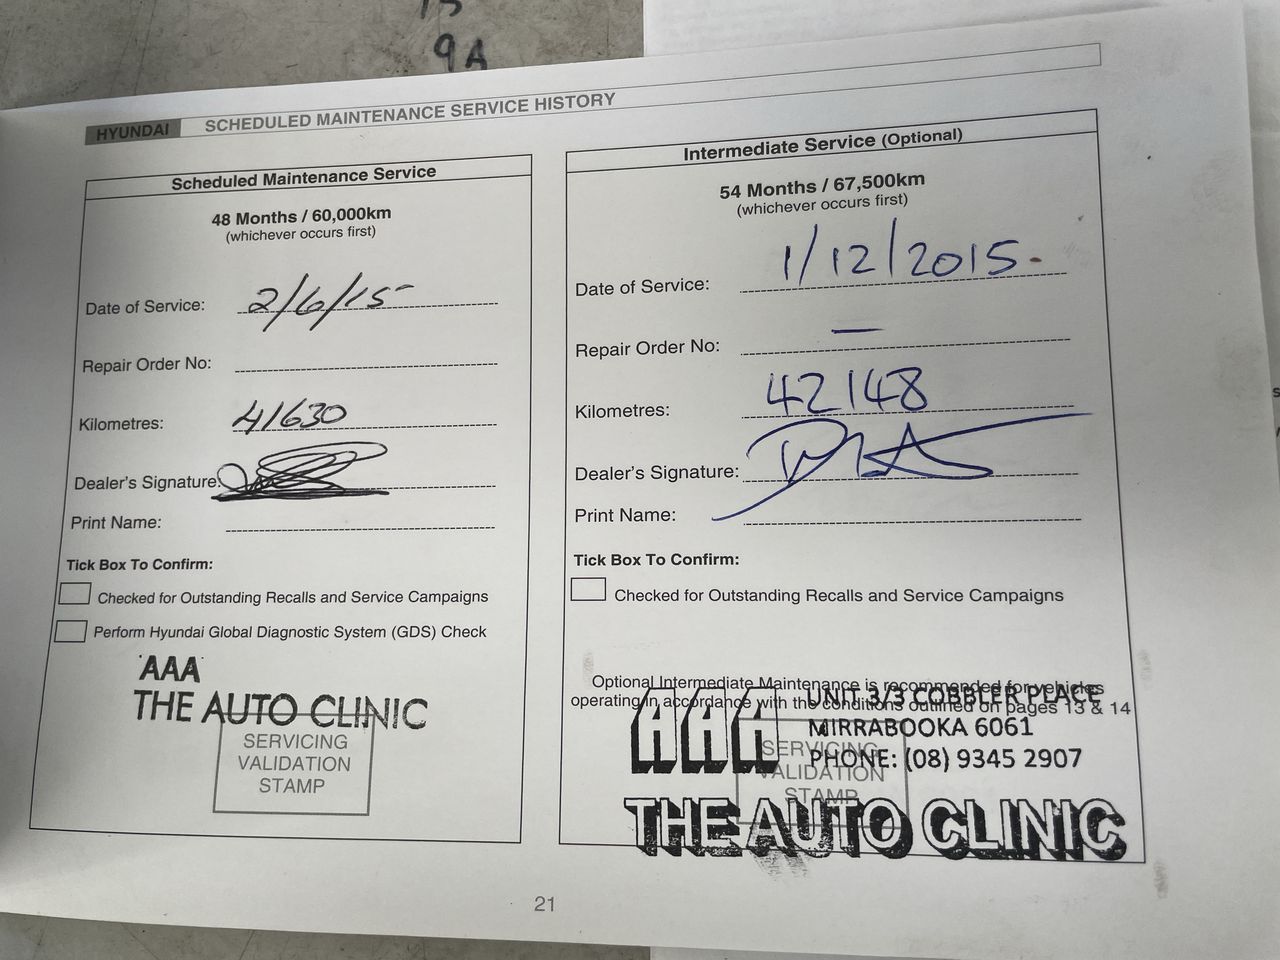 9A
HYUNDAI SCHEDULED MAINTENANCE SERVICE HISTORY
Scheduled Maintenance Service
48 Months / 60,000km
(whichever occurs first)
Date of Service: 2/6/15
Repair Order No:
Kilometres: 41630
Dealer's Signature:
Print Name:
Tick Box To Confirm:
Checked for Outstanding Recalls and Service Campaigns
Perform Hyundai Global Diagnostic System (GDS) Check
AAA
THE AUTO CLINIC
SERVICING
VALIDATION
STAMP
Intermediate Service (Optional)
54 Months / 67,500km
(whichever occurs first)
Date of Service: 1/12/2015.
Repair Order No: —
Kilometres: 42148
Dealer's Signature:
Print Name:
Tick Box To Confirm:
Checked for Outstanding Recalls and Service Campaigns
Optional Intermediate Maintenance is recommended for vehicles
operating in accordance with the conditions outlined on pages 13 & 14
AAA
UNIT 3/3 COBBLER PLACE
MIRRABOOKA 6061
PHONE: (08) 9345 2907
SERVICING
VALIDATION
STAMP
THE AUTO CLINIC
21